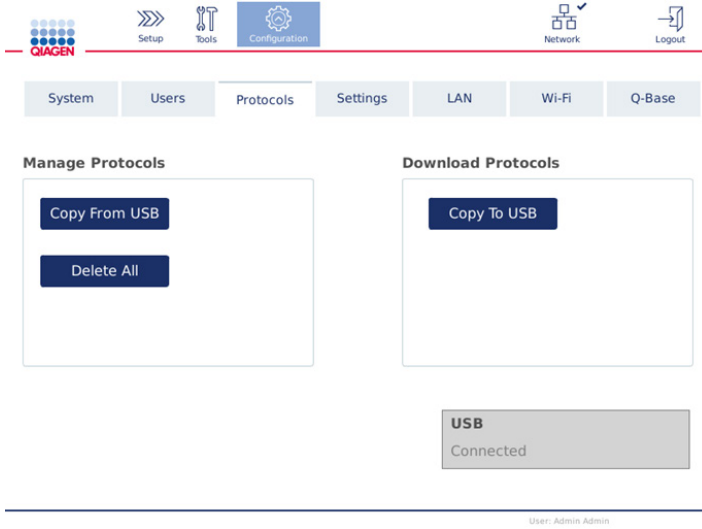 QIAGEN
Setup
Tools
Configuration
Network
Logout
System
Users
Protocols
Settings
LAN
Wi-Fi
Q-Base
Manage Protocols
Download Protocols
Copy From USB
Copy To USB
Delete All
USB
Connected
User: Admin Admin